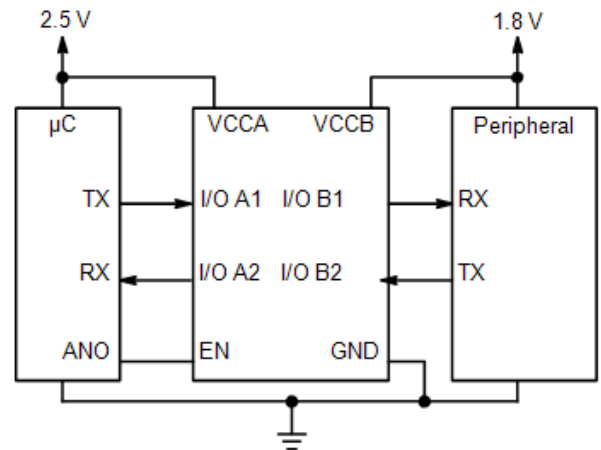 2.5 V
1.8 V
µC
VCCA
VCCB
Peripheral
TX
I/O A1
I/O B1
RX
RX
I/O A2
I/O B2
TX
ANO
EN
GND